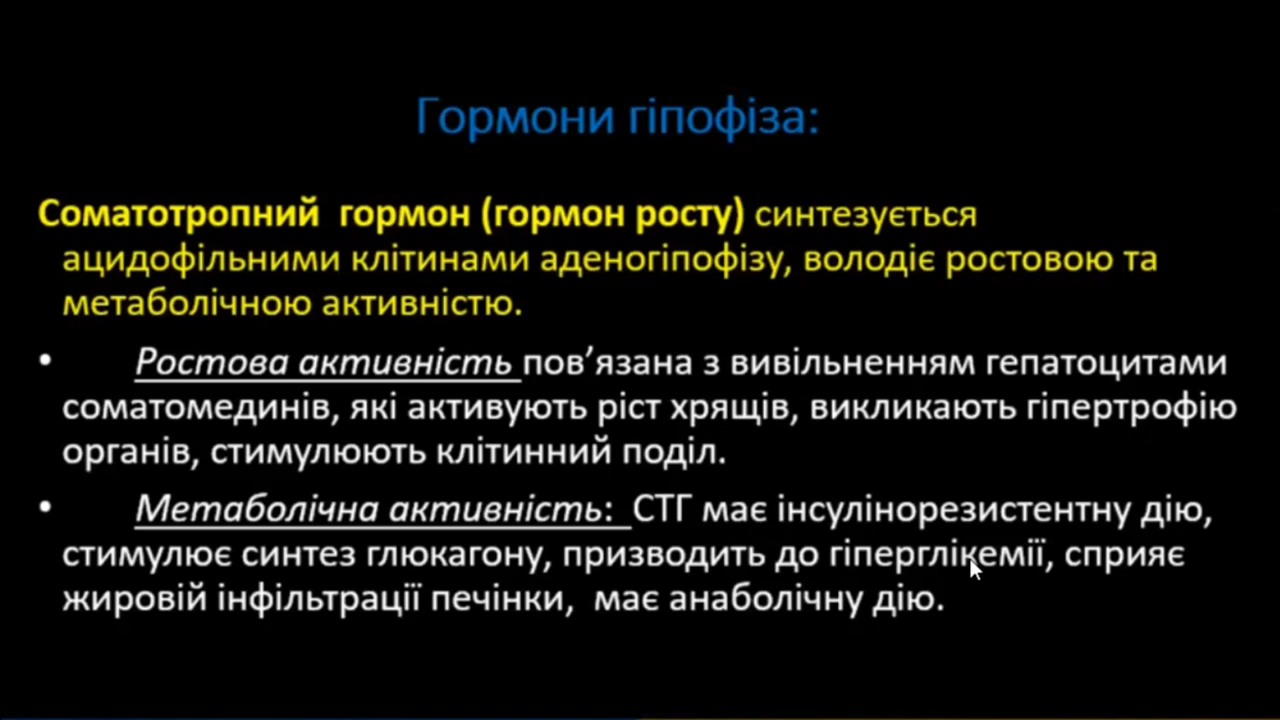 Гормони гіпофіза:
Соматотропний гормон (гормон росту) синтезується
ацидофільними клітинами аденогіпофізу, володіє ростовою та
метаболічною активністю.
• Ростова активність пов’язана з вивільненням гепатоцитами
соматомединів, які активують ріст хрящів, викликають гіпертрофію
органів, стимулюють клітинний поділ.
• Метаболічна активність: СТГ має інсулінорезистентну дію,
стимулює синтез глюкагону, призводить до гіперглікемії, сприяє
жировій інфільтрації печінки, має анаболічну дію.